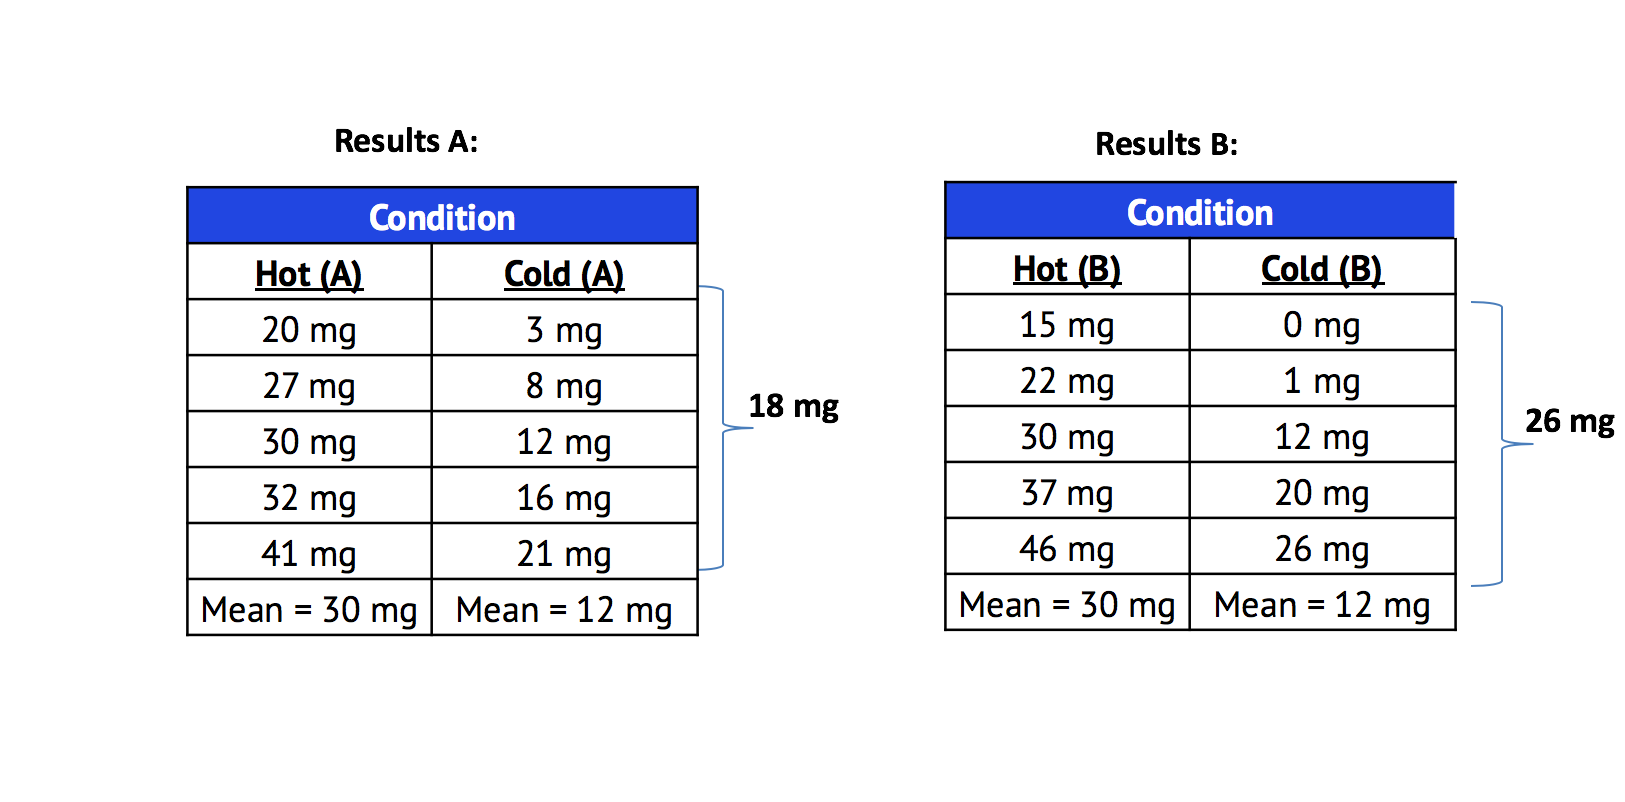 Results A:
Condition
Hot (A) Cold (A)
20 mg 3 mg
27 mg 8 mg
30 mg 12 mg
32 mg 16 mg
41 mg 21 mg
Mean = 30 mg Mean = 12 mg
18 mg
Results B:
Condition
Hot (B) Cold (B)
15 mg 0 mg
22 mg 1 mg
30 mg 12 mg
37 mg 20 mg
46 mg 26 mg
Mean = 30 mg Mean = 12 mg
26 mg